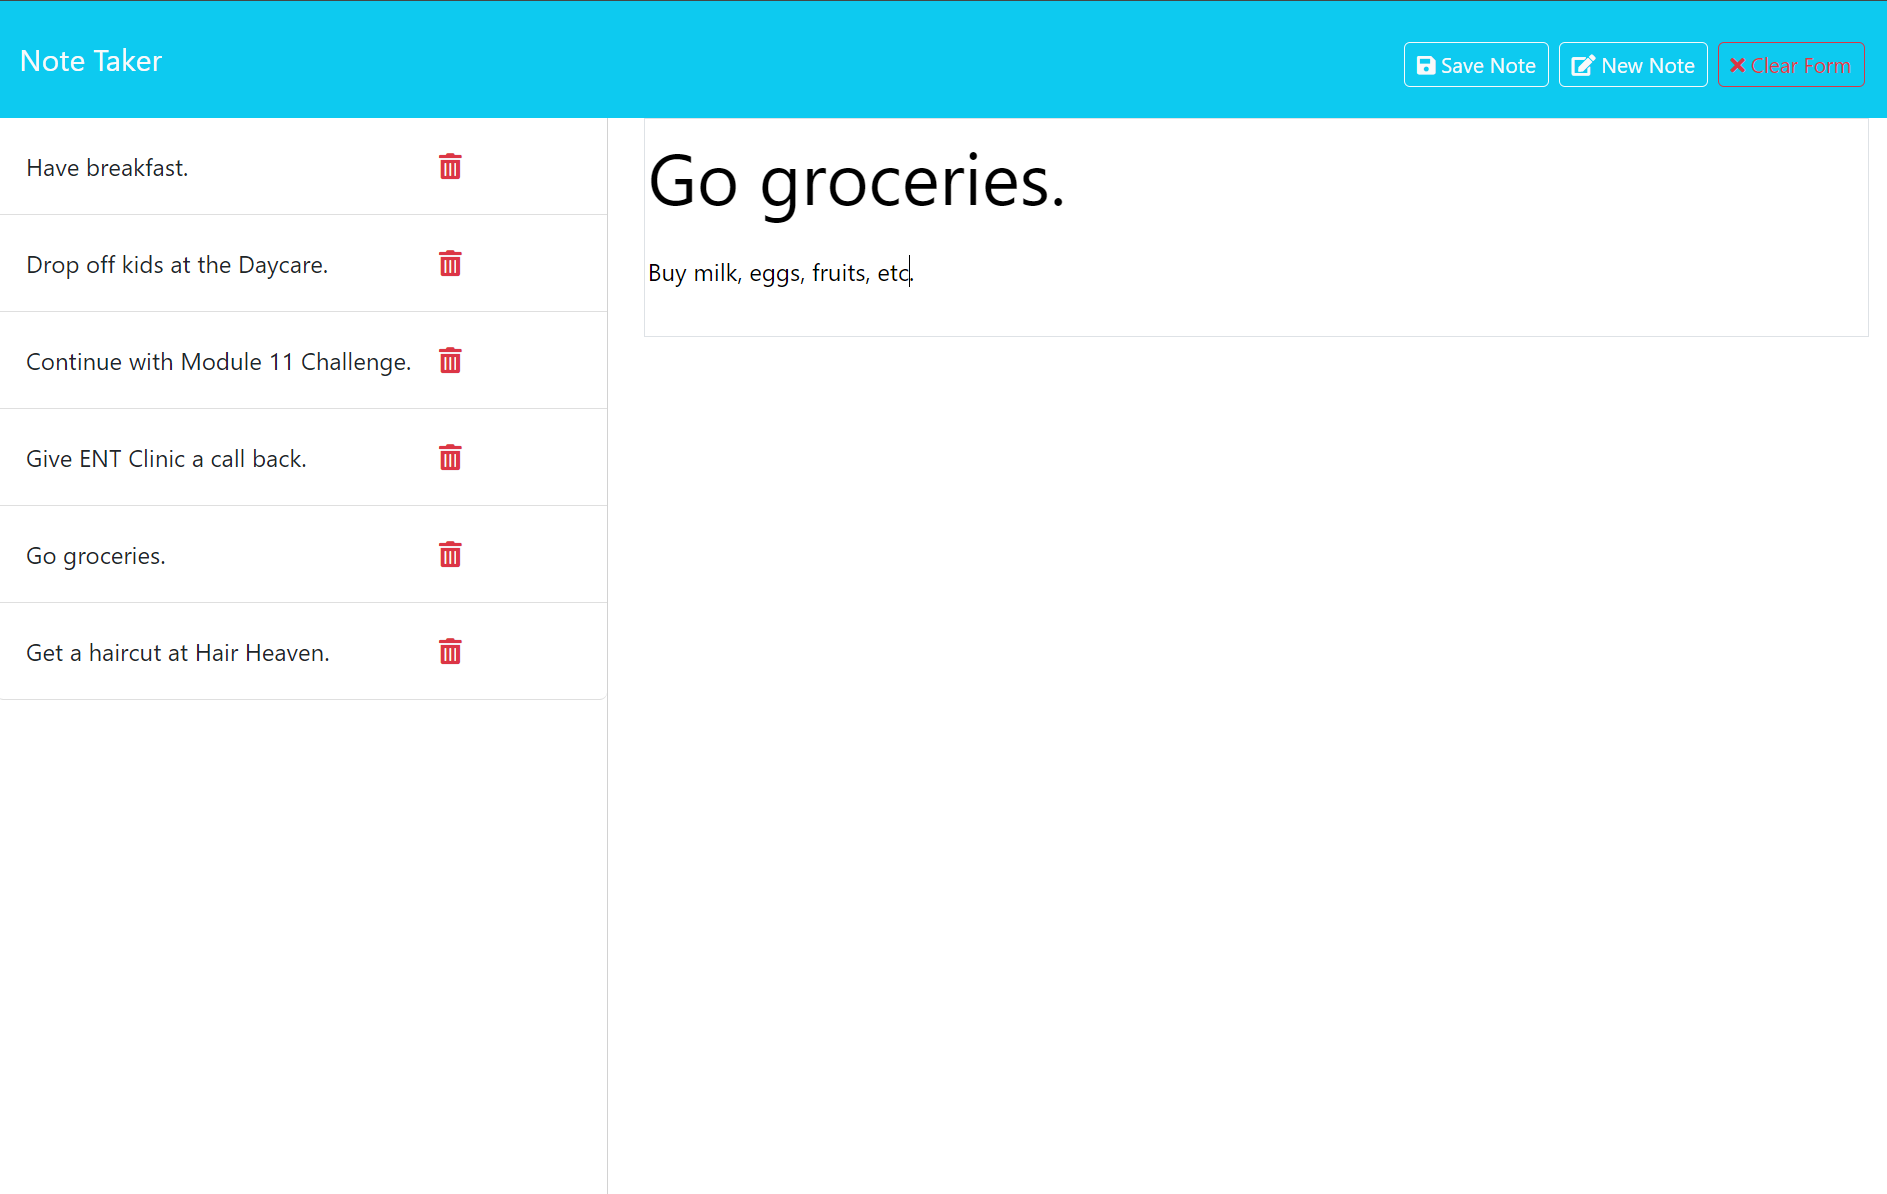 Note Taker
Save Note
New Note
Clear Form
Have breakfast.
Drop off kids at the Daycare.
Continue with Module 11 Challenge.
Give ENT Clinic a call back.
Go groceries.
Get a haircut at Hair Heaven.
Go groceries.
Buy milk, eggs, fruits, etc.